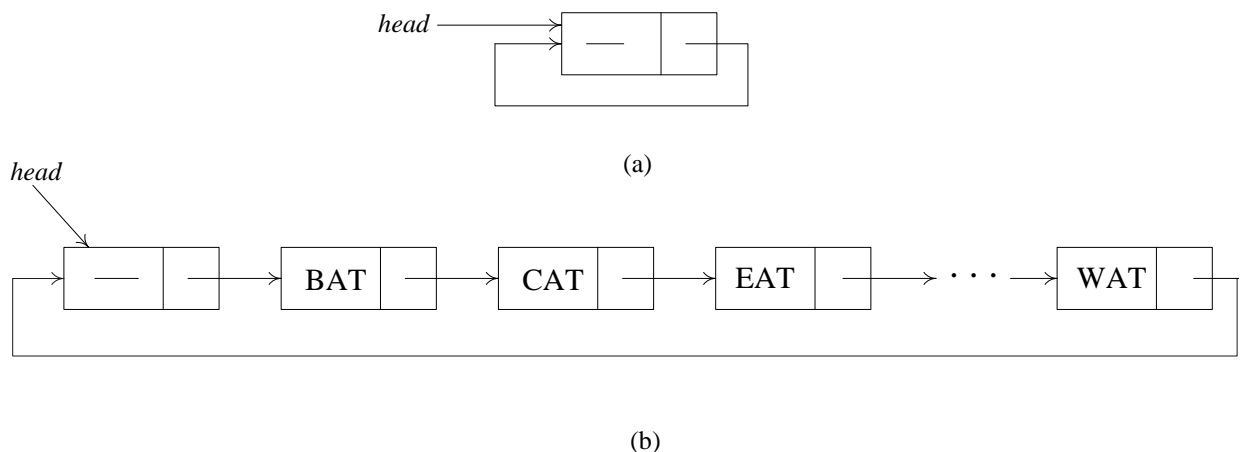 head
(a)
head
BAT CAT EAT · · · WAT
(b)